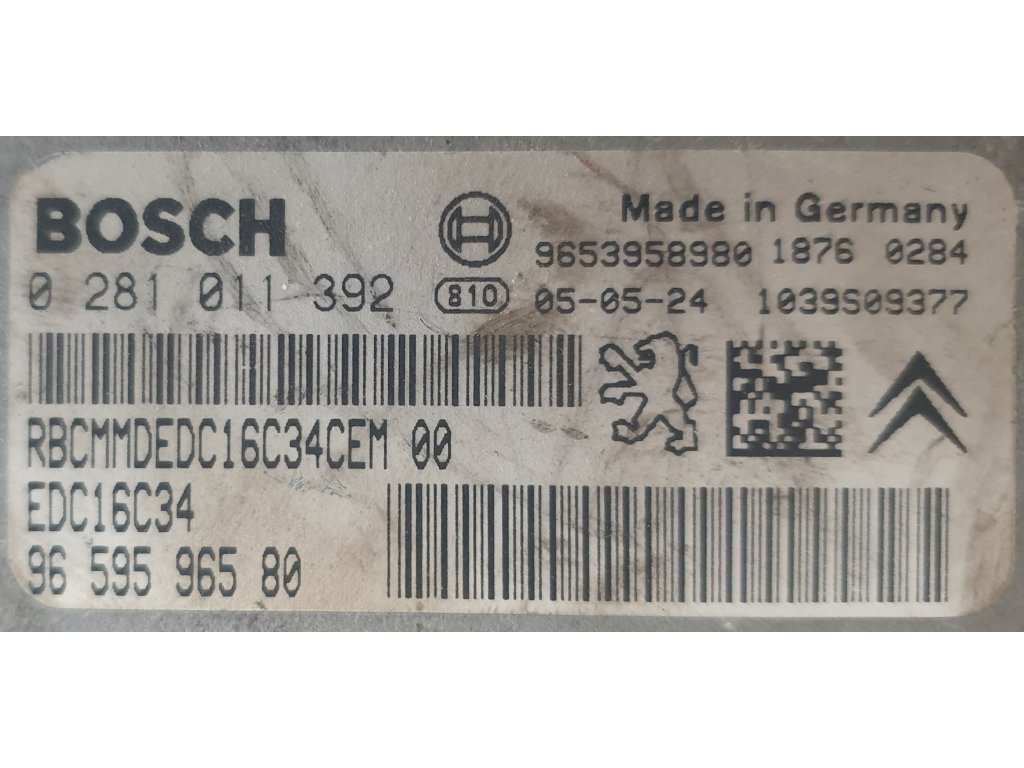 BOSCH
Made in Germany
9653958980 1876 0284
0 281 011 392
810
05-05-24 1039S09377
RBCMMDEDC16C34CEM 00
EDC16C34
96 595 965 80